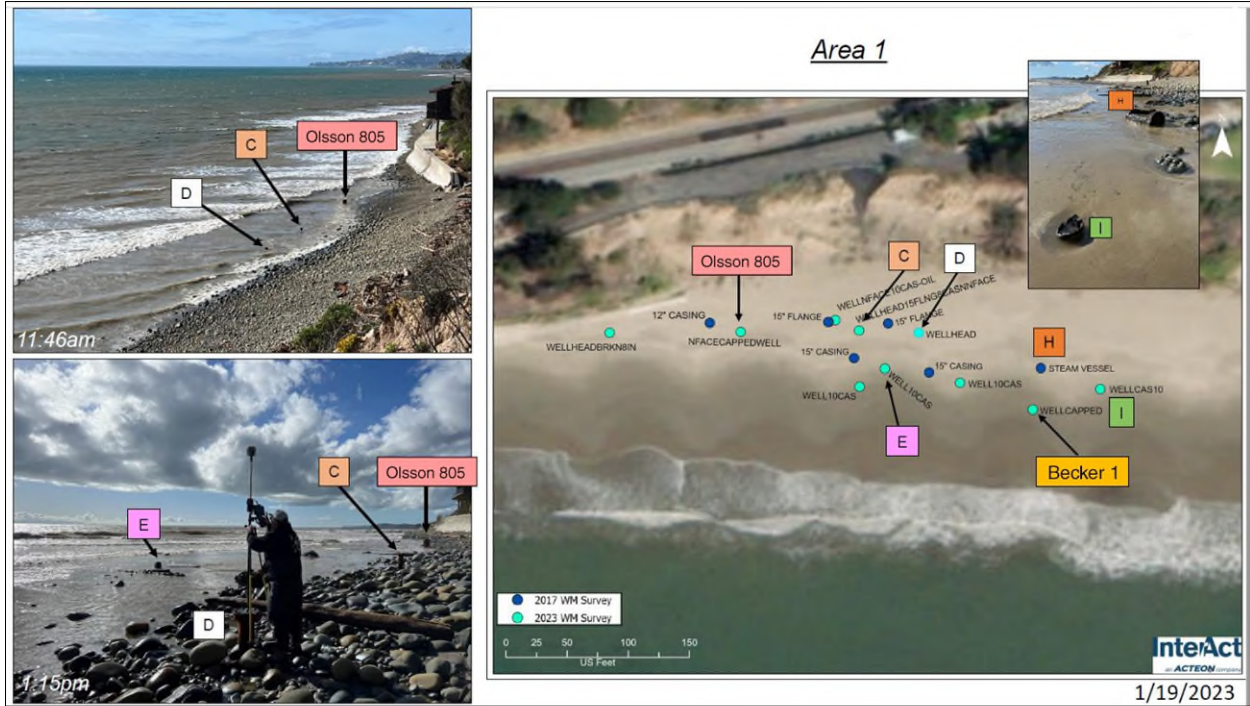 Area 1
Olsson 805
C
D
11:46am
C
Olsson 805
E
D
1:15pm
H
I
Olsson 805
C
D
WELLNFACE10CAS-OIL
12" CASING
15" FLANGE
15" FLANGE
WELLHEADBRKN8IN
NFACECAPPEDWELL
WELLHEAD
15" CASING
H
15" CASING
STEAM VESSEL
WELL10CAS
WELL10CAS
WELL10CAS
WELLCAS10
WELLCAPPED
I
E
Becker 1
2017 WM Survey
2023 WM Survey
0 25 50 100 150
US Feet
InterAct
an ACTEON company
1/19/2023